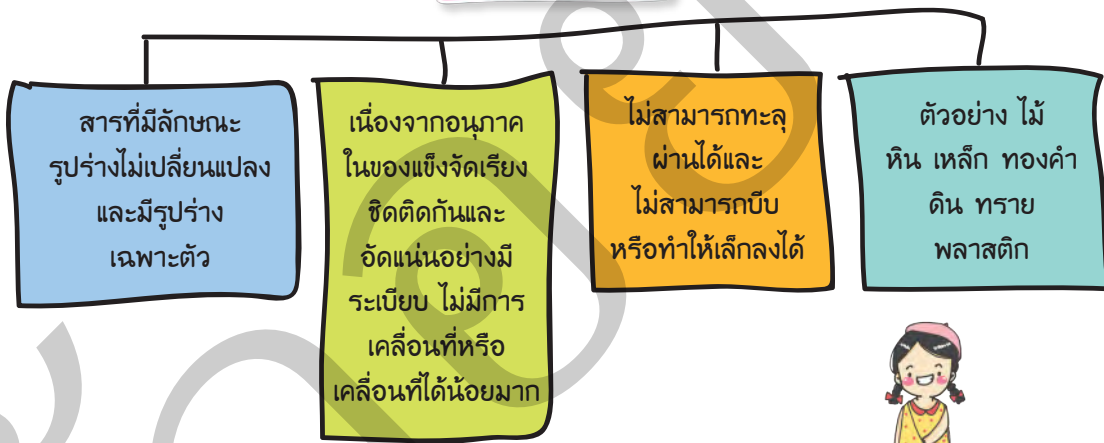 สารที่มีลักษณะ
รูปร่างไม่เปลี่ยนแปลง
และมีรูปร่าง
เฉพาะตัว
เนื่องจากอนุภาค
ในของแข็งจัดเรียง
ชิดติดกันและ
อัดแน่นอย่างมี
ระเบียบ ไม่มีการ
เคลื่อนที่หรือ
เคลื่อนที่ได้น้อยมาก
ไม่สามารถทะลุ
ผ่านได้และ
ไม่สามารถบีบ
หรือทำให้เล็กลงได้
ตัวอย่าง ไม้
หิน เหล็ก ทองคำ
ดิน ทราย
พลาสติก